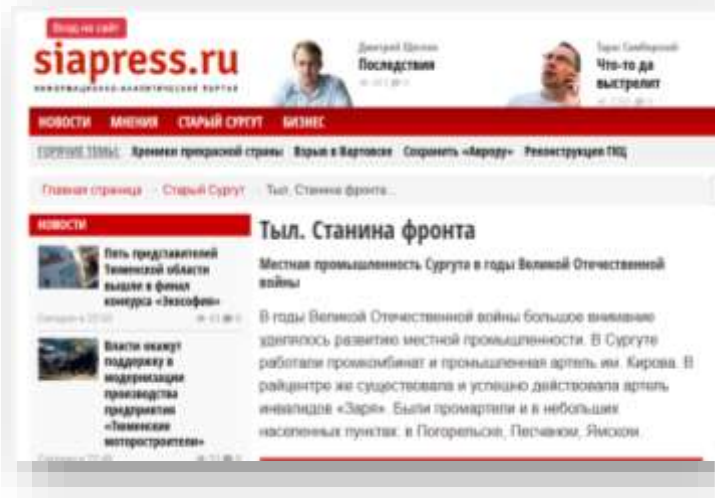 Вход на сайт
siapress.ru
ИНФОРМАЦИОННО-АНАЛИТИЧЕСКИЙ ПОРТАЛ
Дмитрий Щеглов
Последствия
Тарас Самборский
Что-то да
выстрелит
НОВОСТИ МНЕНИЯ СТАРЫЙ СУРГУТ БИЗНЕС
ГОРЯЧИЕ ТЕМЫ: Хроники прекрасной страны Взрыв в Вартовске Сохранить «Аврору» Реконструкция ГКЦ
Главная страница Старый Сургут Тыл. Станина фронта...
НОВОСТИ
Пять представителей
Тюменской области
вышли в финал
конкурса «Экософия»
Власти окажут
поддержку в
модернизации
производства
предприятия
«Тюменские
моторостроители»
Тыл. Станина фронта
Местная промышленность Сургута в годы Великой Отечественной
войны
В годы Великой Отечественной войны большое внимание
уделялось развитию местной промышленности. В Сургуте
работали промкомбинат и промышленная артель им. Кирова. В
райцентре же существовала и успешно действовала артель
инвалидов «Заря». Были промартели и в небольших
населенных пунктах: в Погорельске, Песчаном, Ямском.